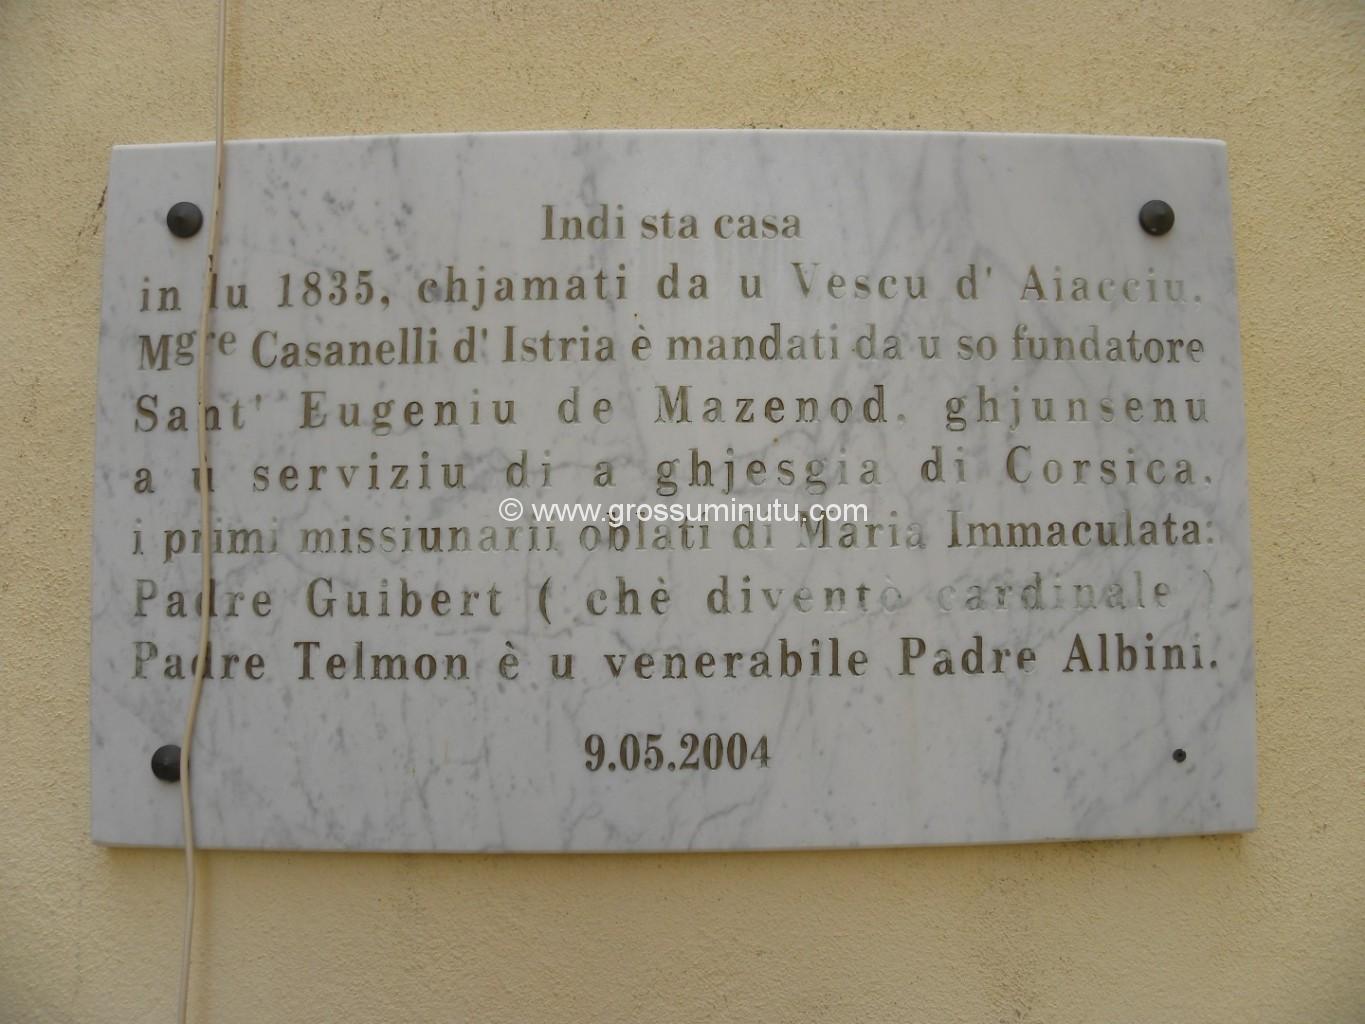 Indi sta casa
in lu 1835, chjamati da u Vescu d' Aiacciu,
Mgre Casanelli d' Istria è mandati da u so fundatore
Sant' Eugeniu de Mazenod, ghjunsenu
a u serviziu di a ghjesgia di Corsica,
© www.grossuminutu.com
i primi missiunarii oblati di Maria Immaculata:
Padre Guibert ( chè diventò cardinale )
Padre Telmon è u venerabile Padre Albini.
9.05.2004